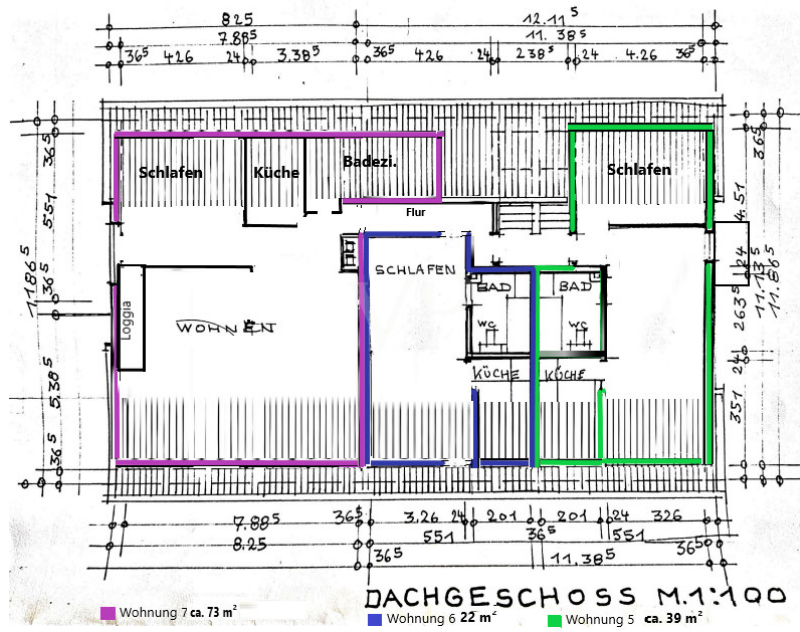 8.25 12.11⁵
7.88⁵ 11.38⁵
36⁵ 426 24 3.38⁵ 36⁵ 426 24 238⁵ 24 4.26 36⁵
36⁵ 551 36⁵ 5.38⁵ 36⁵
11.86⁵
Schlafen Küche Badezi. Schlafen
Flur
SCHLAFEN
BAD BAD
Loggia WOHNEN
WC WC
KÜCHE KÜCHE
36⁵ 4.51 24 263⁵ 24 351
11.13⁵
11.86⁵
7.88⁵ 36⁵ 3.26 24 201 201 24 326
8.25 551 36⁵ 551 36⁵
36⁵ 11.38⁵
DACHGESCHOSS M.1:100
Wohnung 7 ca. 73 m²
Wohnung 6 22 m² Wohnung 5 ca. 39 m²